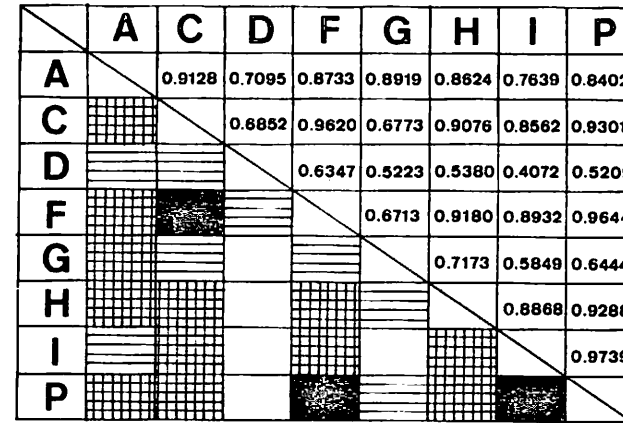 A C D F G H I P
A 0.9128 0.7095 0.8733 0.8919 0.8624 0.7639 0.8402
C 0.6852 0.9620 0.6773 0.9076 0.8562 0.9301
D 0.6347 0.5223 0.5380 0.4072 0.5209
F 0.6713 0.9180 0.8932 0.9644
G 0.7173 0.5849 0.6444
H 0.8868 0.9288
I 0.9739
P